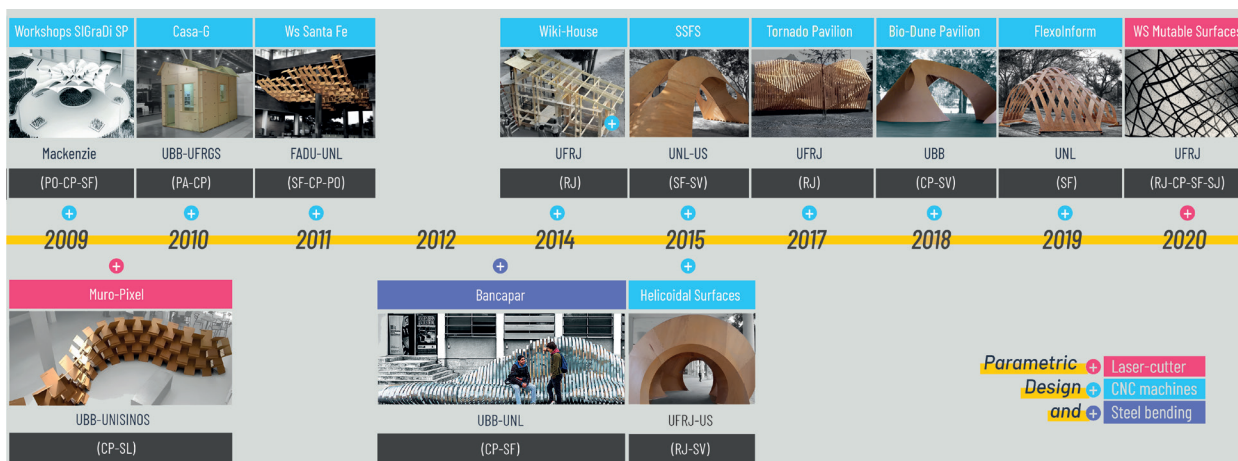 Workshops SIGraDi SP
Casa-G
Ws Santa Fe
Wiki-House
SSFS
Tornado Pavilion
Bio-Dune Pavilion
FlexoInform
WS Mutable Surfaces
Mackenzie
UBB-UFRGS
FADU-UNL
UFRJ
UNL-US
UFRJ
UBB
UNL
UFRJ
(PO-CP-SF)
(PA-CP)
(SF-CP-PO)
(RJ)
(SF-SV)
(RJ)
(CP-SV)
(SF)
(RJ-CP-SF-SJ)
2009
2010
2011
2012
2014
2015
2017
2018
2019
2020
Muro-Pixel
Bancapar
Helicoidal Surfaces
UBB-UNISINOS
UBB-UNL
UFRJ-US
(CP-SL)
(CP-SF)
(RJ-SV)
Parametric + Laser-cutter
Design + CNC machines
and + Steel bending